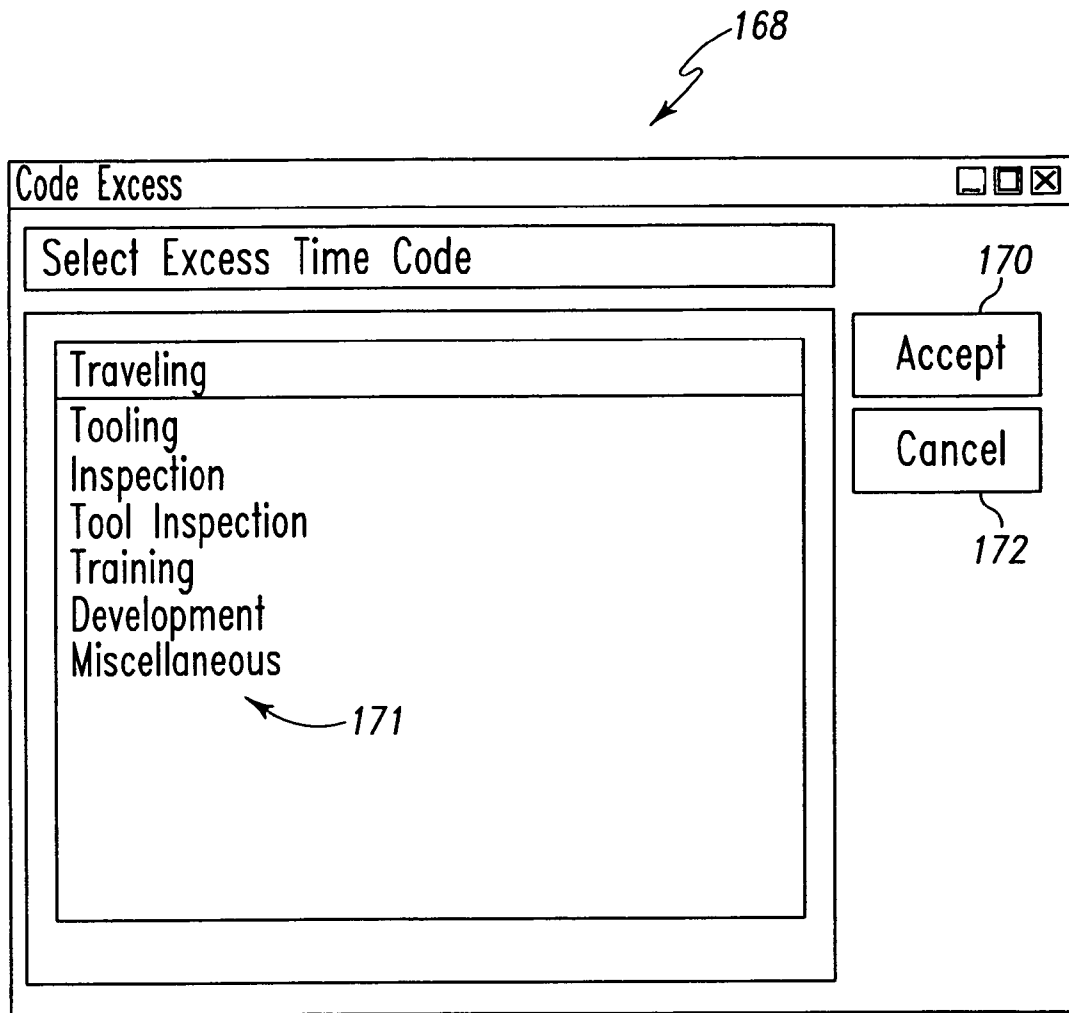 168
Code Excess
Select Excess Time Code
170
Accept
Traveling
Tooling
Cancel
Inspection
Tool Inspection
172
Training
Development
Miscellaneous
171